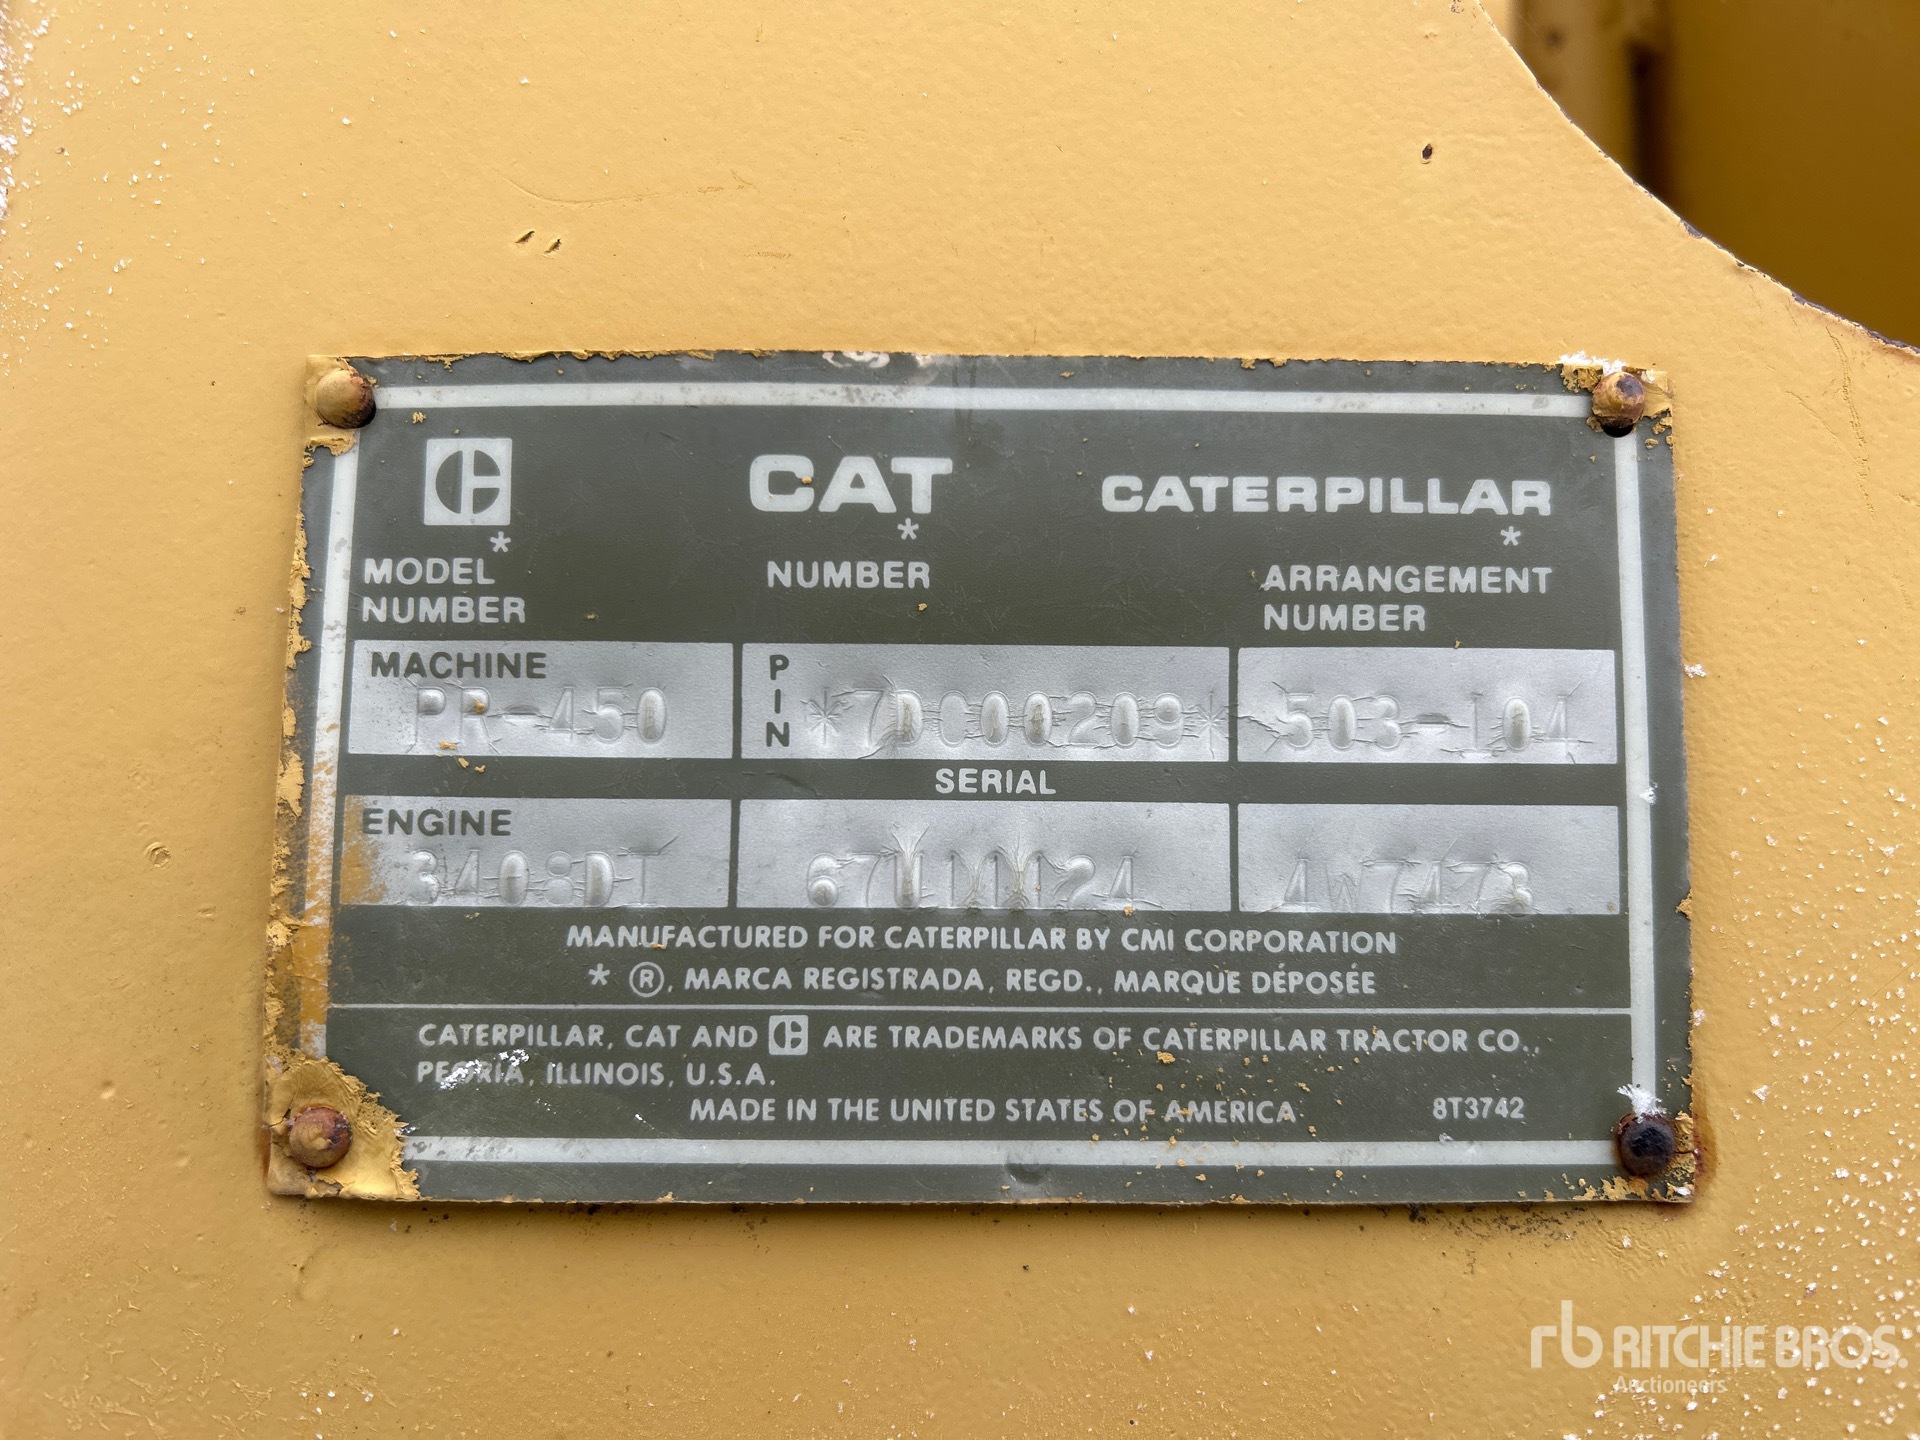 CAT* CATERPILLAR*
MODEL NUMBER
NUMBER
ARRANGEMENT NUMBER
MACHINE PR-450
PIN *7DC00209*
503-104
SERIAL
ENGINE 3408DI
4W7473
MANUFACTURED FOR CATERPILLAR BY CMI CORPORATION
* ®, MARCA REGISTRADA, REGD., MARQUE DÉPOSÉE
CATERPILLAR, CAT AND C ARE TRADEMARKS OF CATERPILLAR TRACTOR CO.,
PEORIA, ILLINOIS, U.S.A.
MADE IN THE UNITED STATES OF AMERICA 8T3742
rb RITCHIE BROS.
Auctioneers